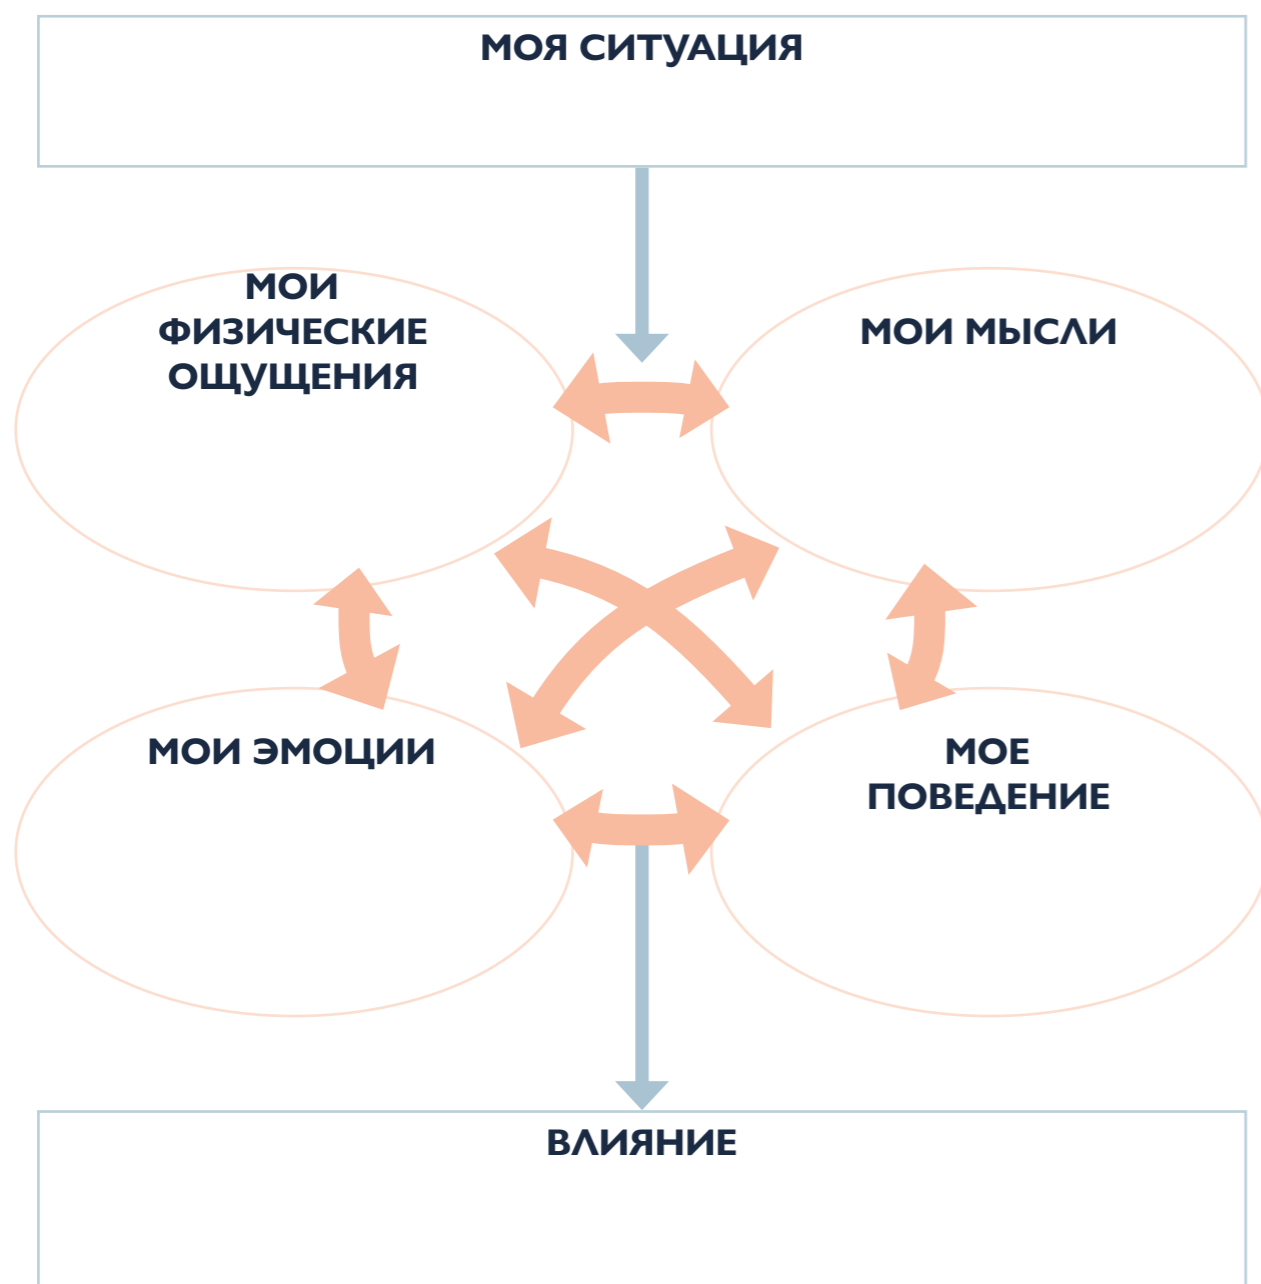 МОЯ СИТУАЦИЯ
МОИ
ФИЗИЧЕСКИЕ
ОЩУЩЕНИЯ
МОИ МЫСЛИ
МОИ ЭМОЦИИ
МОЕ
ПОВЕДЕНИЕ
ВЛИЯНИЕ